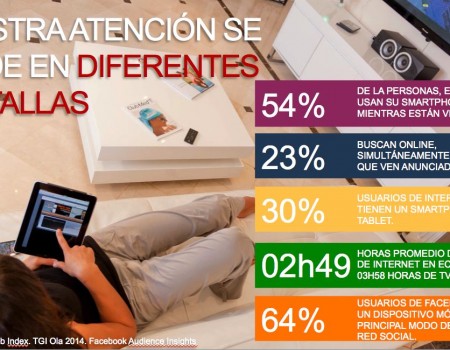 STRA ATENCIÓN SE
DE EN DIFERENTES
ALLAS
54%
DE LA PERSONAS, E
USAN SU SMARTPHO
MIENTRAS ESTÁN VI
23%
BUSCAN ONLINE,
SIMULTÁNEAMENTE
QUE VEN ANUNCIAD
30%
USUARIOS DE INTER
TIENEN UN SMARTP
TABLET.
02h49
HORAS PROMEDIO D
DE INTERNET EN EC
03H58 HORAS DE TV
64%
USUARIOS DE FACE
UN DISPOSITIVO MÓ
PRINCIPAL MODO DE
RED SOCIAL.
b Index. TGI Ola 2014. Facebook Audience Insights